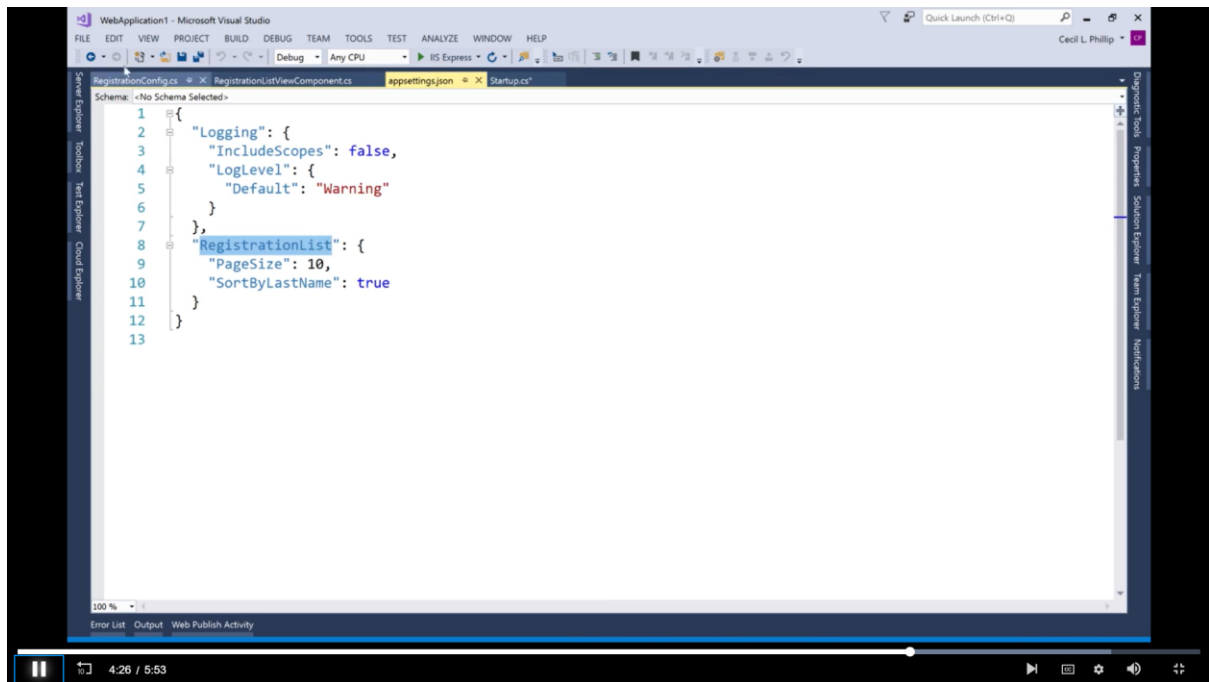 WebApplication1 - Microsoft Visual Studio
Quick Launch (Ctrl+Q)
FILE EDIT VIEW PROJECT BUILD DEBUG TEAM TOOLS TEST ANALYZE WINDOW HELP
Cecil L. Phillip CP
Debug Any CPU IIS Express
RegistrationConfig.cs RegistrationListViewComponent.cs appsettings.json Startup.cs*
Schema: <No Schema Selected>
1 {
2 "Logging": {
3 "IncludeScopes": false,
4 "LogLevel": {
5 "Default": "Warning"
6 }
7 },
8 "RegistrationList": {
9 "PageSize": 10,
10 "SortByLastName": true
11 }
12 }
13
Server Explorer
Toolbox
Test Explorer
Cloud Explorer
Diagnostic Tools
Properties
Solution Explorer
Team Explorer
Notifications
100 %
Error List Output Web Publish Activity
10 4:26 / 5:53 CC